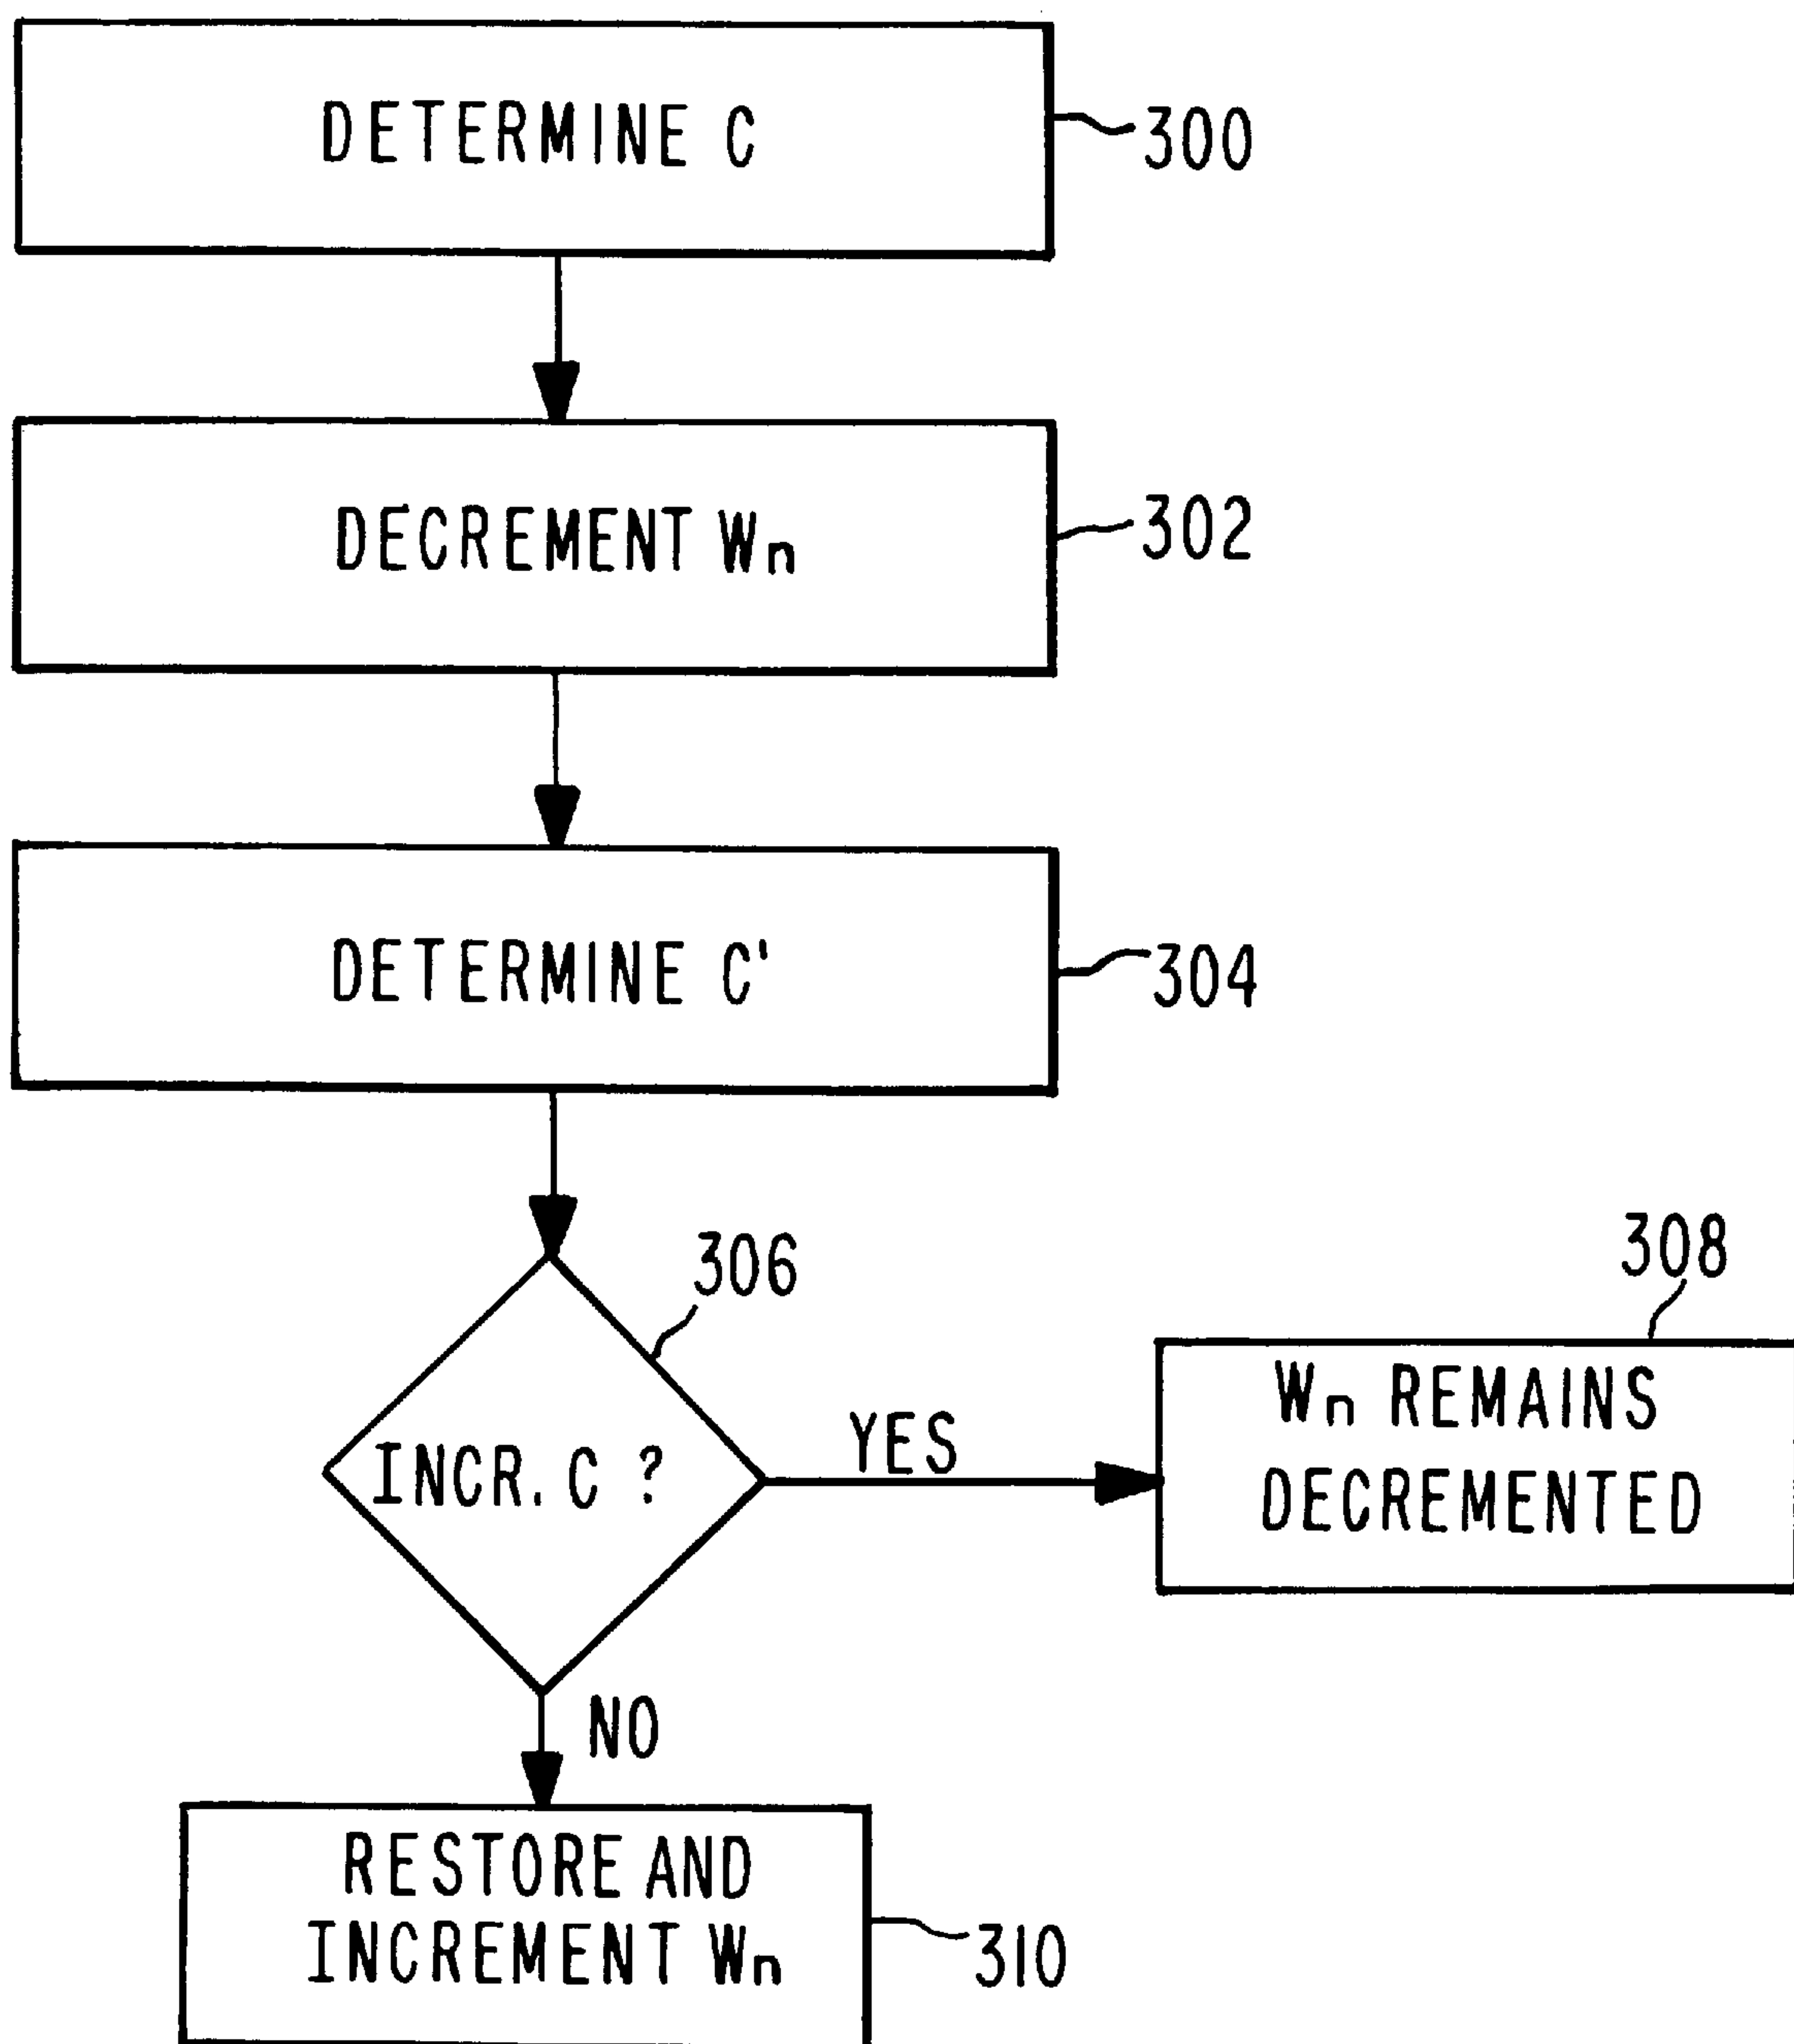 DETERMINE C
300
DECREMENT Wn
302
DETERMINE C'
304
306
308
INCR. C ?
YES
Wn REMAINS
DECREMENTED
NO
RESTORE AND
INCREMENT Wn
310